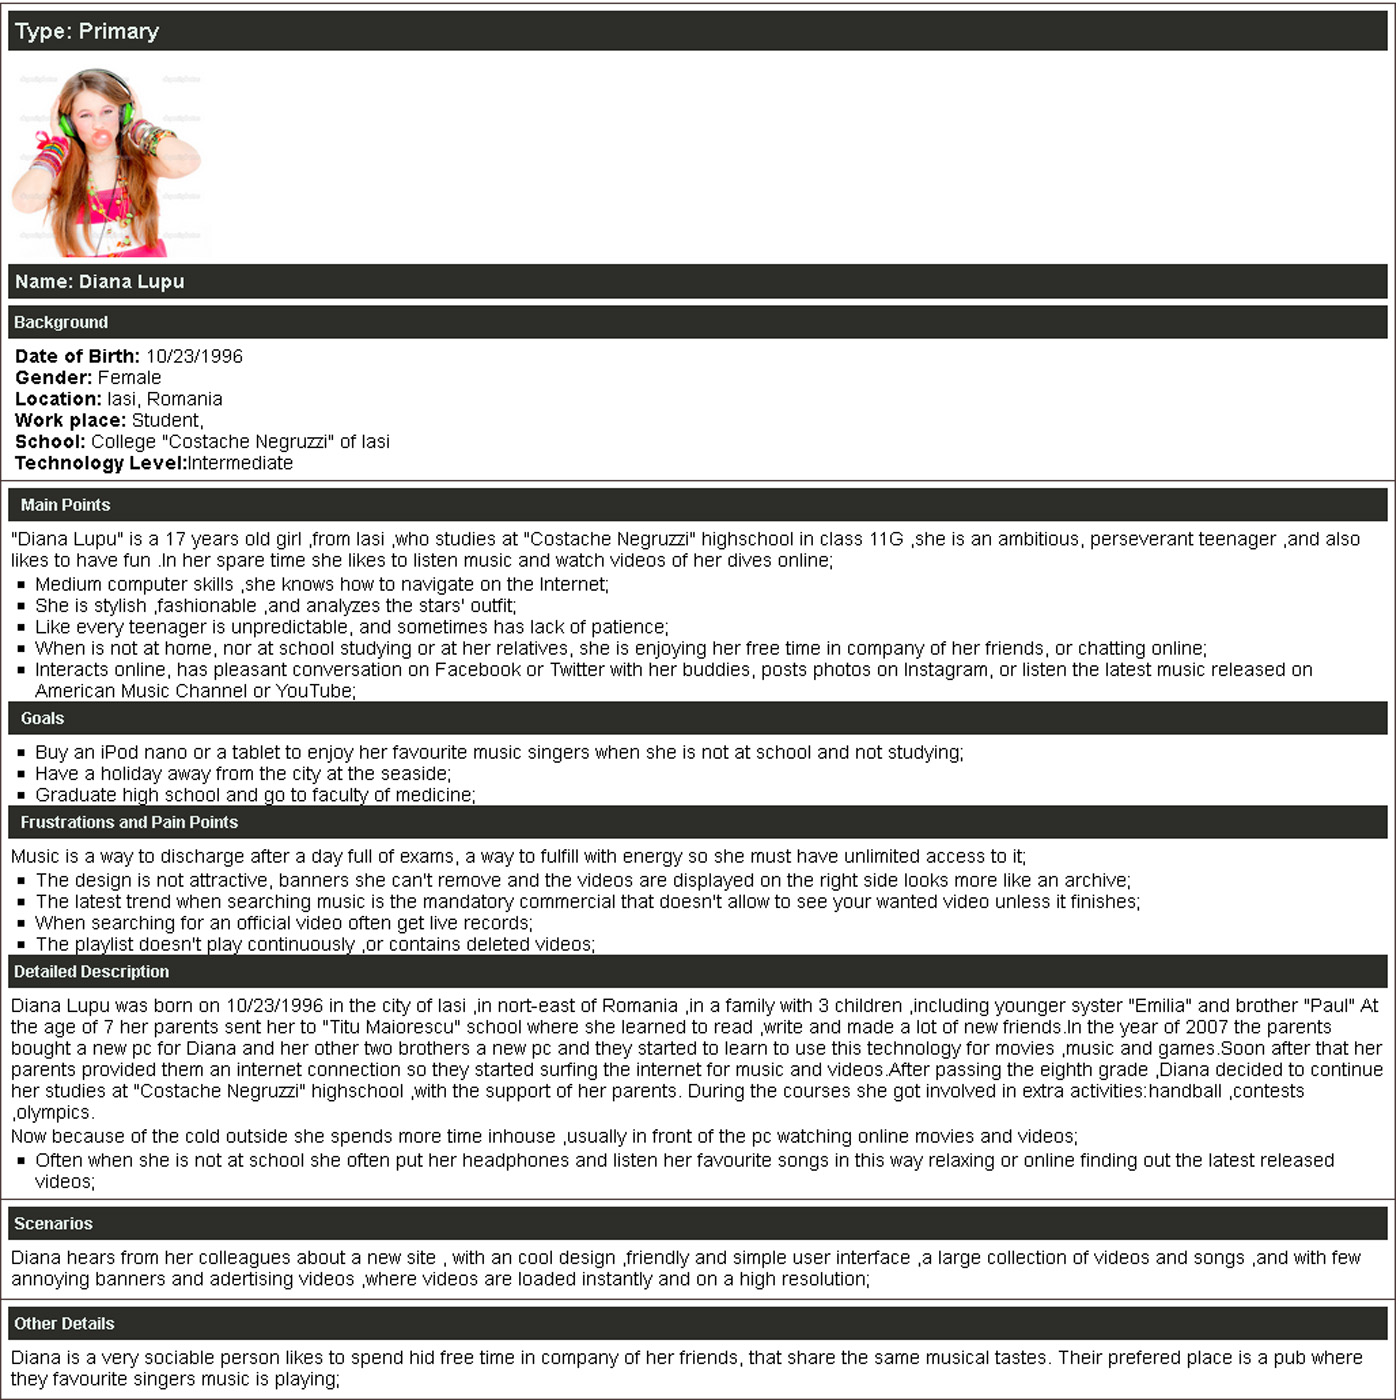 Type: Primary
Name: Diana Lupu
Background
Date of Birth: 10/23/1996
Gender: Female
Location: Iasi, Romania
Work place: Student,
School: College "Costache Negruzzi" of Iasi
Technology Level:Intermediate
Main Points
"Diana Lupu" is a 17 years old girl ,from Iasi ,who studies at "Costache Negruzzi" highschool in class 11G ,she is an ambitious, perseverant teenager ,and also
likes to have fun .In her spare time she likes to listen music and watch videos of her dives online;
▪ Medium computer skills ,she knows how to navigate on the Internet;
▪ She is stylish ,fashionable ,and analyzes the stars' outfit;
▪ Like every teenager is unpredictable, and sometimes has lack of patience;
▪ When is not at home, nor at school studying or at her relatives, she is enjoying her free time in company of her friends, or chatting online;
▪ Interacts online, has pleasant conversation on Facebook or Twitter with her buddies, posts photos on Instagram, or listen the latest music released on
American Music Channel or YouTube;
Goals
▪ Buy an iPod nano or a tablet to enjoy her favourite music singers when she is not at school and not studying;
▪ Have a holiday away from the city at the seaside;
▪ Graduate high school and go to faculty of medicine;
Frustrations and Pain Points
Music is a way to discharge after a day full of exams, a way to fulfill with energy so she must have unlimited access to it;
▪ The design is not attractive, banners she can't remove and the videos are displayed on the right side looks more like an archive;
▪ The latest trend when searching music is the mandatory commercial that doesn't allow to see your wanted video unless it finishes;
▪ When searching for an official video often get live records;
▪ The playlist doesn't play continuously ,or contains deleted videos;
Detailed Description
Diana Lupu was born on 10/23/1996 in the city of Iasi ,in nort-east of Romania ,in a family with 3 children ,including younger syster "Emilia" and brother "Paul" At
the age of 7 her parents sent her to "Titu Maiorescu" school where she learned to read ,write and made a lot of new friends.In the year of 2007 the parents
bought a new pc for Diana and her other two brothers a new pc and they started to learn to use this technology for movies ,music and games.Soon after that her
parents provided them an internet connection so they started surfing the internet for music and videos.After passing the eighth grade ,Diana decided to continue
her studies at "Costache Negruzzi" highschool ,with the support of her parents. During the courses she got involved in extra activities:handball ,contests
,olympics.
Now because of the cold outside she spends more time inhouse ,usually in front of the pc watching online movies and videos;
▪ Often when she is not at school she often put her headphones and listen her favourite songs in this way relaxing or online finding out the latest released
videos;
Scenarios
Diana hears from her colleagues about a new site , with an cool design ,friendly and simple user interface ,a large collection of videos and songs ,and with few
annoying banners and adertising videos ,where videos are loaded instantly and on a high resolution;
Other Details
Diana is a very sociable person likes to spend hid free time in company of her friends, that share the same musical tastes. Their prefered place is a pub where
they favourite singers music is playing;